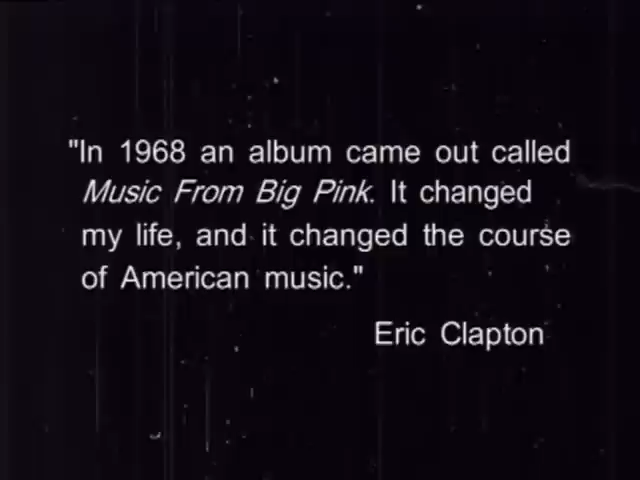 "In 1968 an album came out called
Music From Big Pink. It changed
my life, and it changed the course
of American music."
Eric Clapton